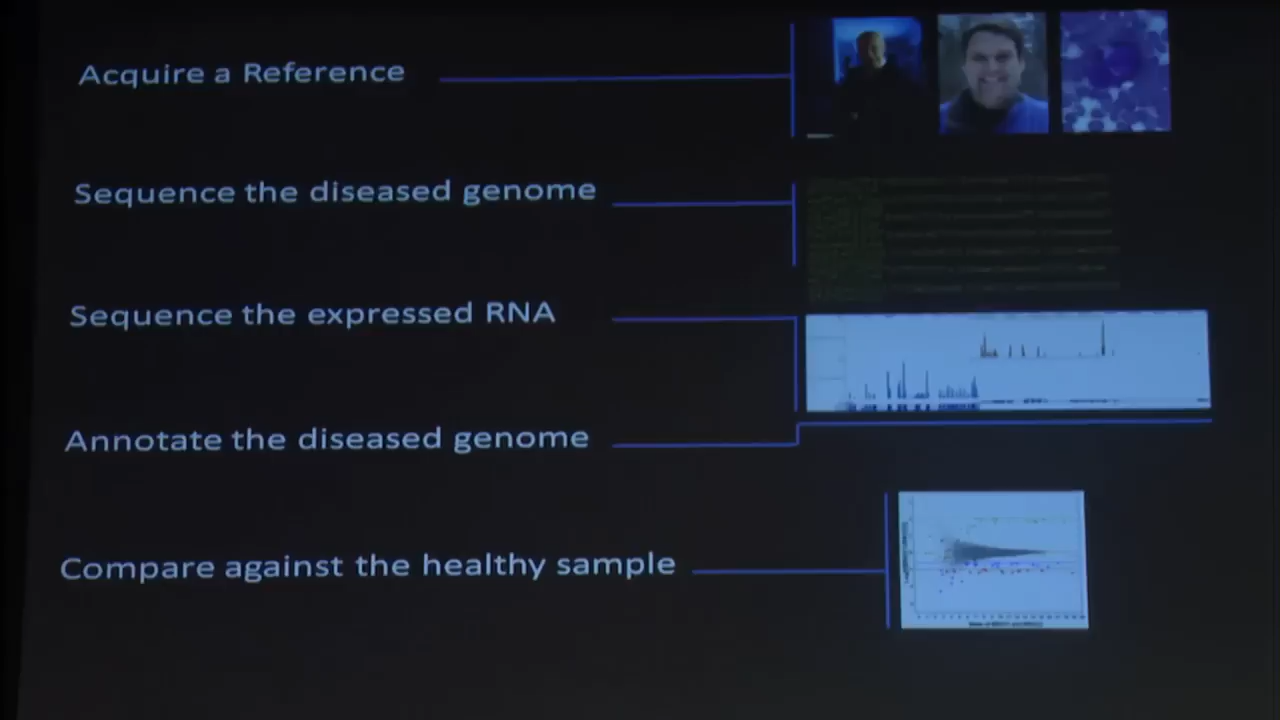 Acquire a Reference
Sequence the diseased genome
Sequence the expressed RNA
Annotate the diseased genome
Compare against the healthy sample